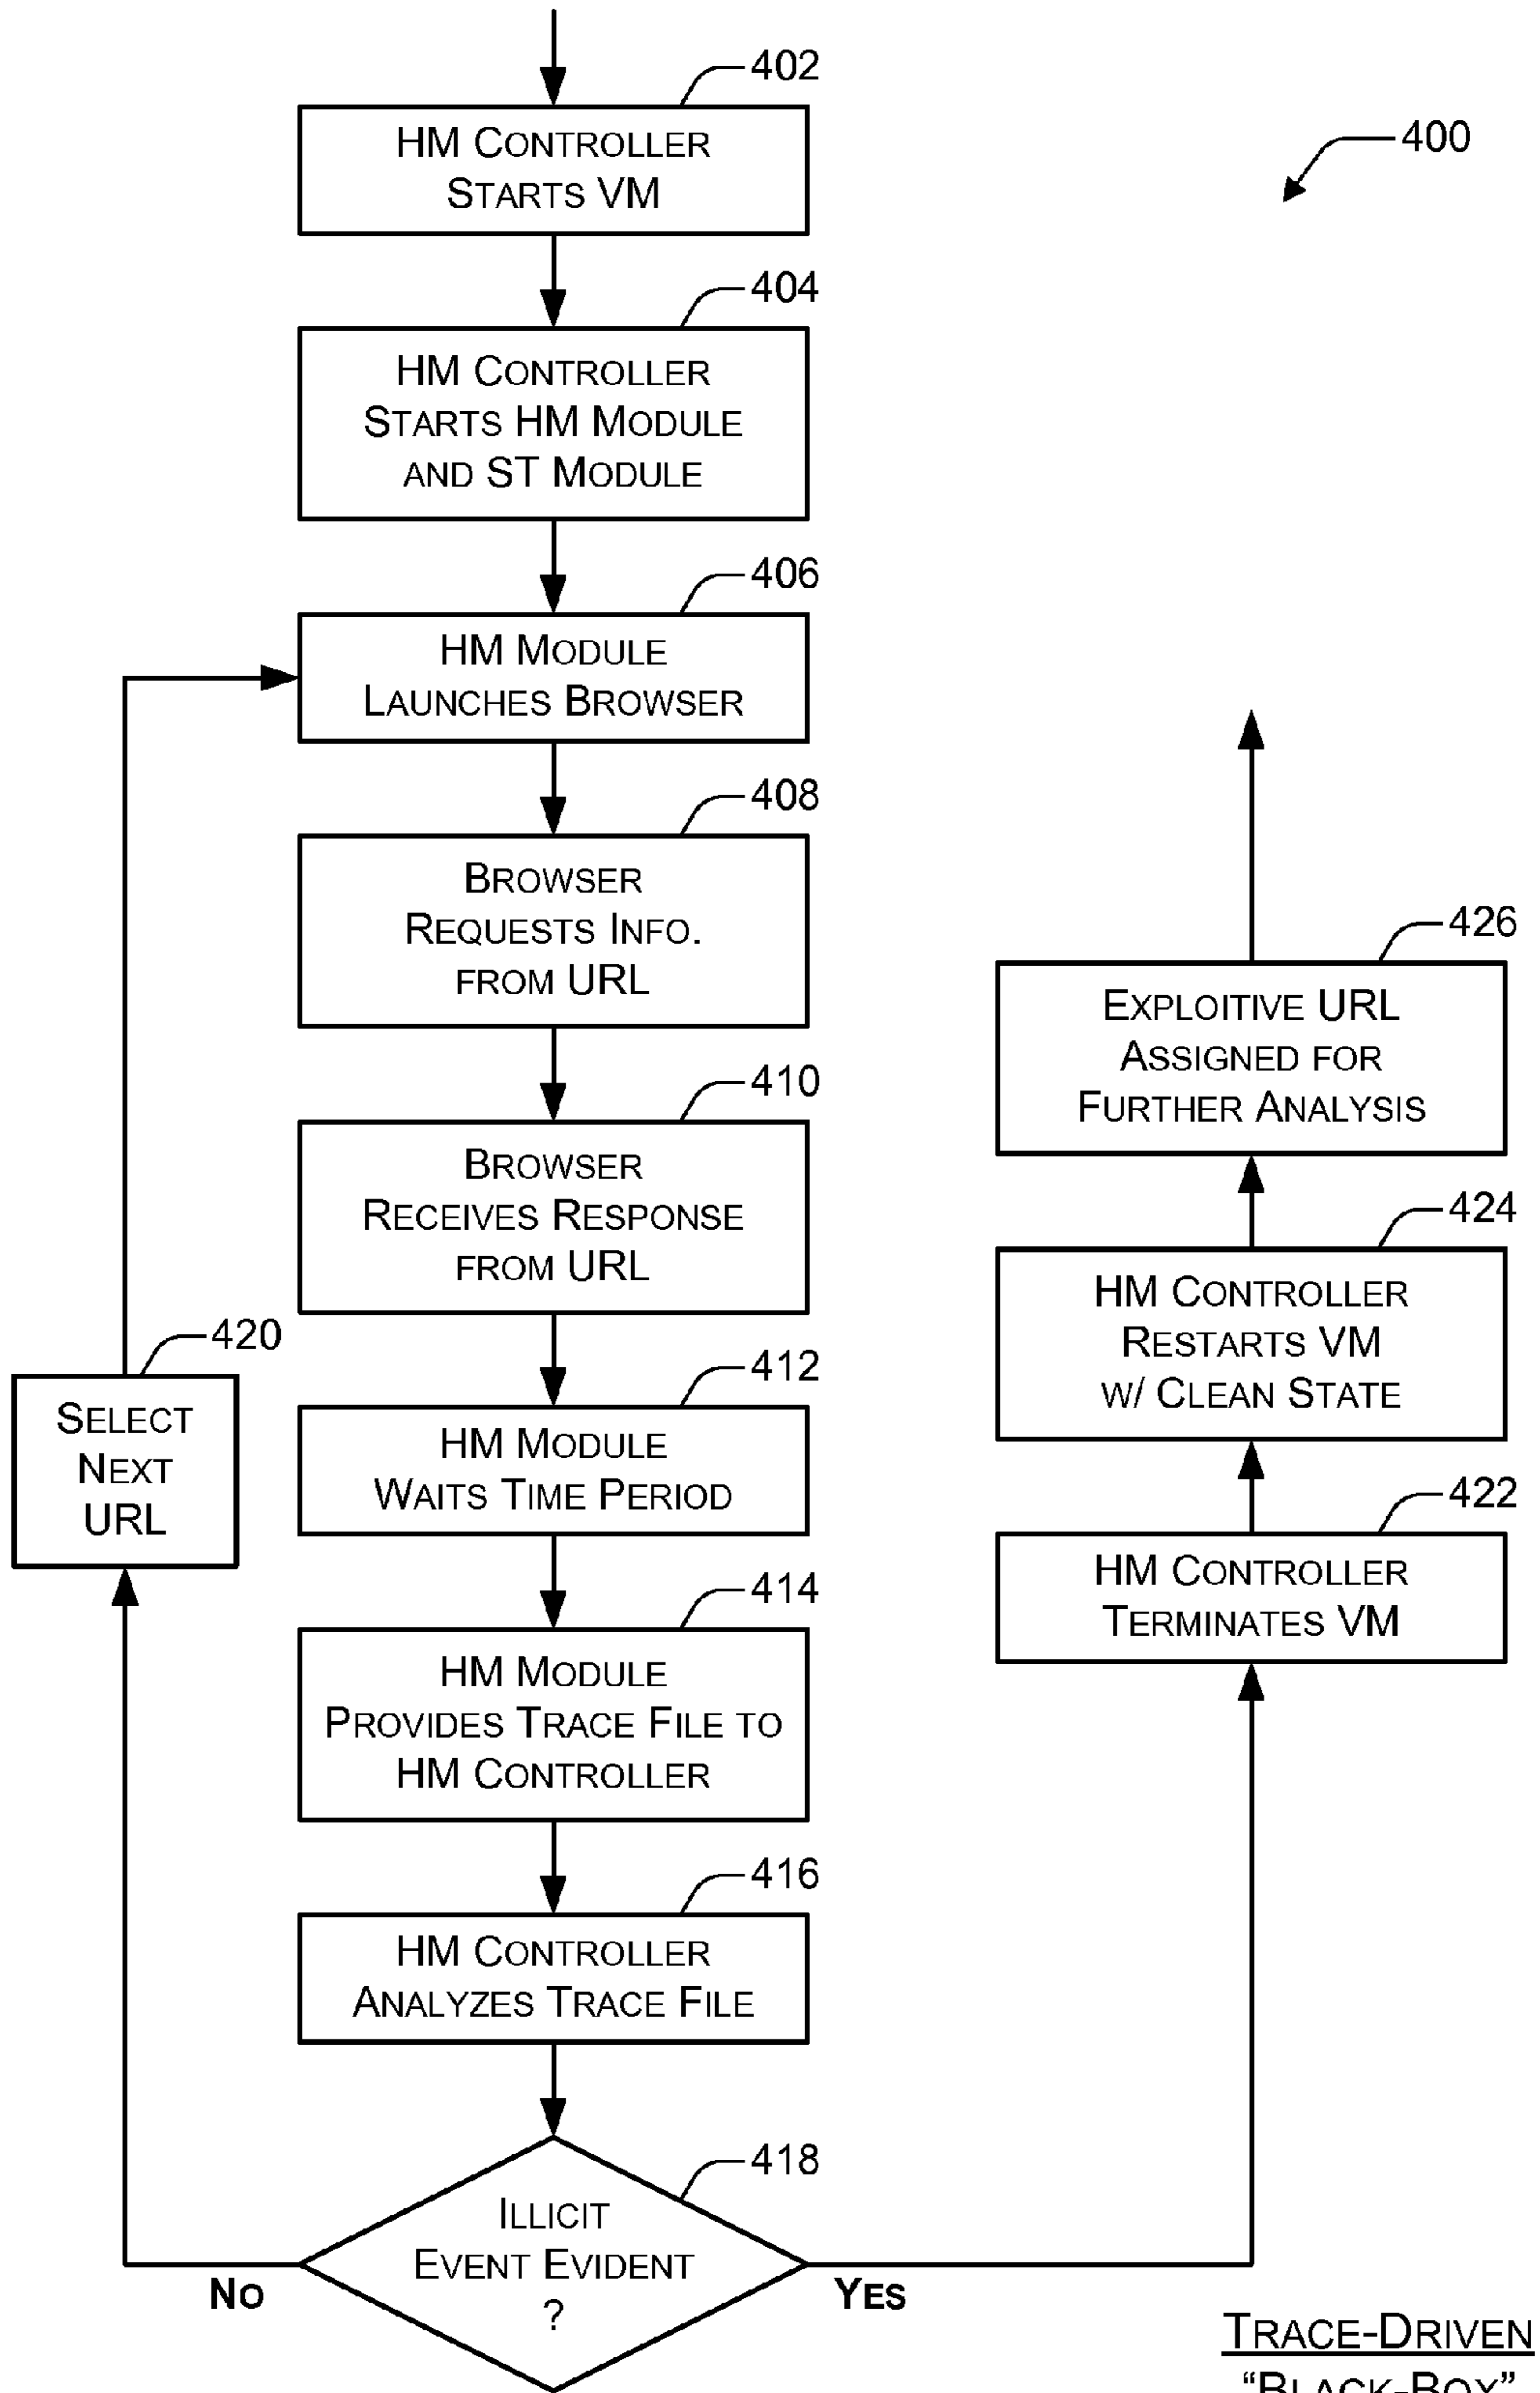 402
HM CONTROLLER
STARTS VM
400
404
HM CONTROLLER
STARTS HM MODULE
AND ST MODULE
406
HM MODULE
LAUNCHES BROWSER
408
BROWSER
REQUESTS INFO.
FROM URL
410
BROWSER
RECEIVES RESPONSE
FROM URL
412
HM MODULE
WAITS TIME PERIOD
414
HM MODULE
PROVIDES TRACE FILE TO
HM CONTROLLER
416
HM CONTROLLER
ANALYZES TRACE FILE
418
ILLICIT
EVENT EVIDENT
?
NO
YES
420
SELECT
NEXT
URL
426
EXPLOITIVE URL
ASSIGNED FOR
FURTHER ANALYSIS
424
HM CONTROLLER
RESTARTS VM
W/ CLEAN STATE
422
HM CONTROLLER
TERMINATES VM
TRACE-DRIVEN
“BLACK-BOX”